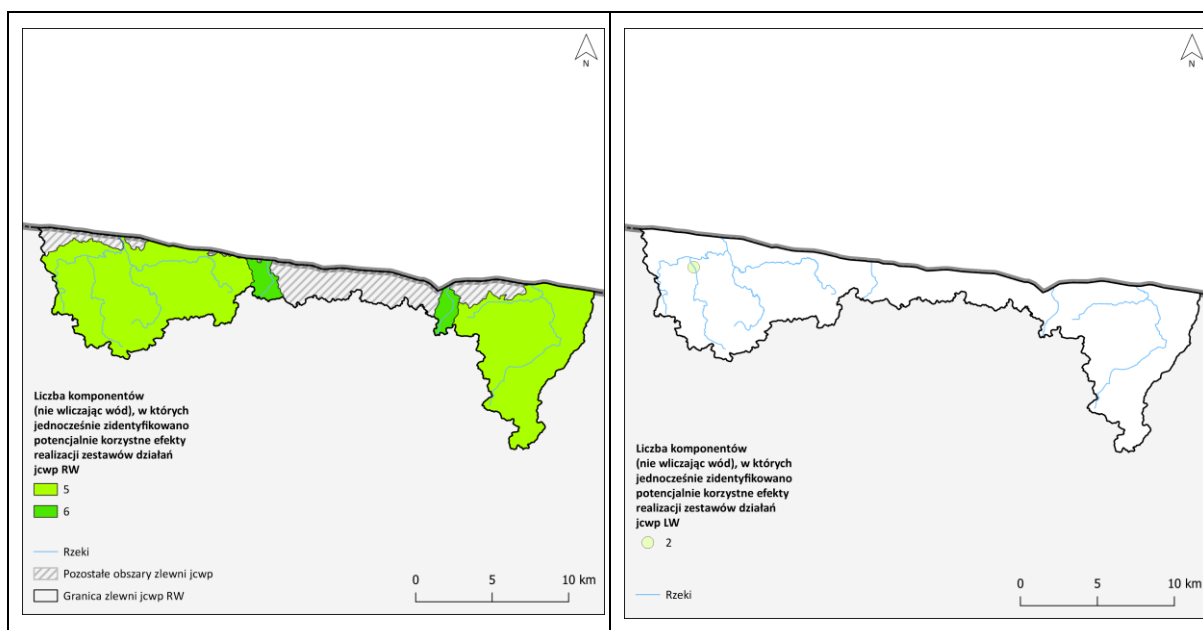 N
Liczba komponentów
(nie wliczając wód), w których
jednocześnie zidentyfikowano
potencjalnie korzystne efekty
realizacji zestawów działań
jcwp RW
5
6
Rzeki
Pozostałe obszary zlewni jcwp
Granica zlewni jcwp RW
0 5 10 km
N
Liczba komponentów
(nie wliczając wód), w których
jednocześnie zidentyfikowano
potencjalnie korzystne efekty
realizacji zestawów działań
jcwp LW
2
Rzeki
0 5 10 km